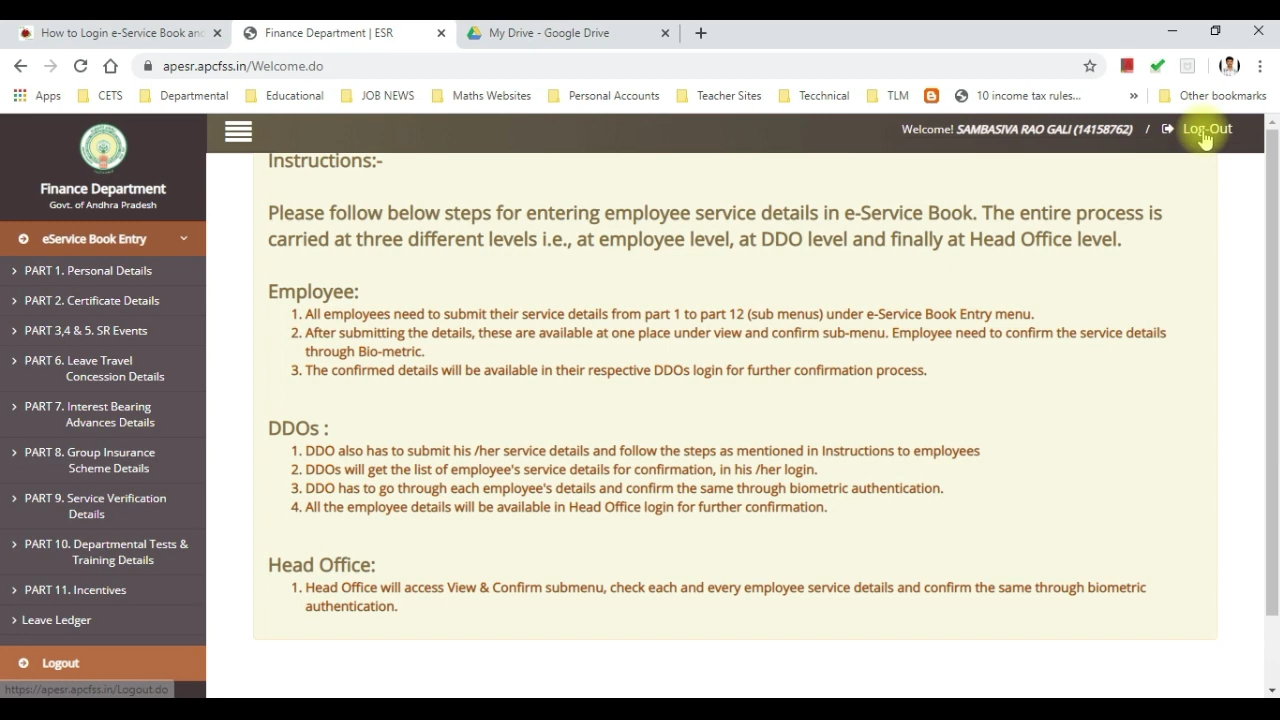 How to Login e-Service Book and
Finance Department | ESR
My Drive - Google Drive
apesr.apcfss.in/Welcome.do
Apps
CETS
Departmental
Educational
JOB NEWS
Maths Websites
Personal Accounts
Teacher Sites
Tecchnical
TLM
10 income tax rules...
»
Other bookmarks
Welcome! SAMBASIVA RAO GALI (14158762) / Log-Out
Finance Department
Govt. of Andhra Pradesh
eService Book Entry
PART 1. Personal Details
PART 2. Certificate Details
PART 3,4 & 5. SR Events
PART 6. Leave Travel
Concession Details
PART 7. Interest Bearing
Advances Details
PART 8. Group Insurance
Scheme Details
PART 9. Service Verification
Details
PART 10. Departmental Tests &
Training Details
PART 11. Incentives
Leave Ledger
Logout
https://apesr.apcfss.in/Logout.do
Instructions:-
Please follow below steps for entering employee service details in e-Service Book. The entire process is
carried at three different levels i.e., at employee level, at DDO level and finally at Head Office level.
Employee:
1. All employees need to submit their service details from part 1 to part 12 (sub menus) under e-Service Book Entry menu.
2. After submitting the details, these are available at one place under view and confirm sub-menu. Employee need to confirm the service details
through Bio-metric.
3. The confirmed details will be available in their respective DDOs login for further confirmation process.
DDOs :
1. DDO also has to submit his /her service details and follow the steps as mentioned in Instructions to employees
2. DDOs will get the list of employee's service details for confirmation, in his /her login.
3. DDO has to go through each employee's details and confirm the same through biometric authentication.
4. All the employee details will be available in Head Office login for further confirmation.
Head Office:
1. Head Office will access View & Confirm submenu, check each and every employee service details and confirm the same through biometric
authentication.